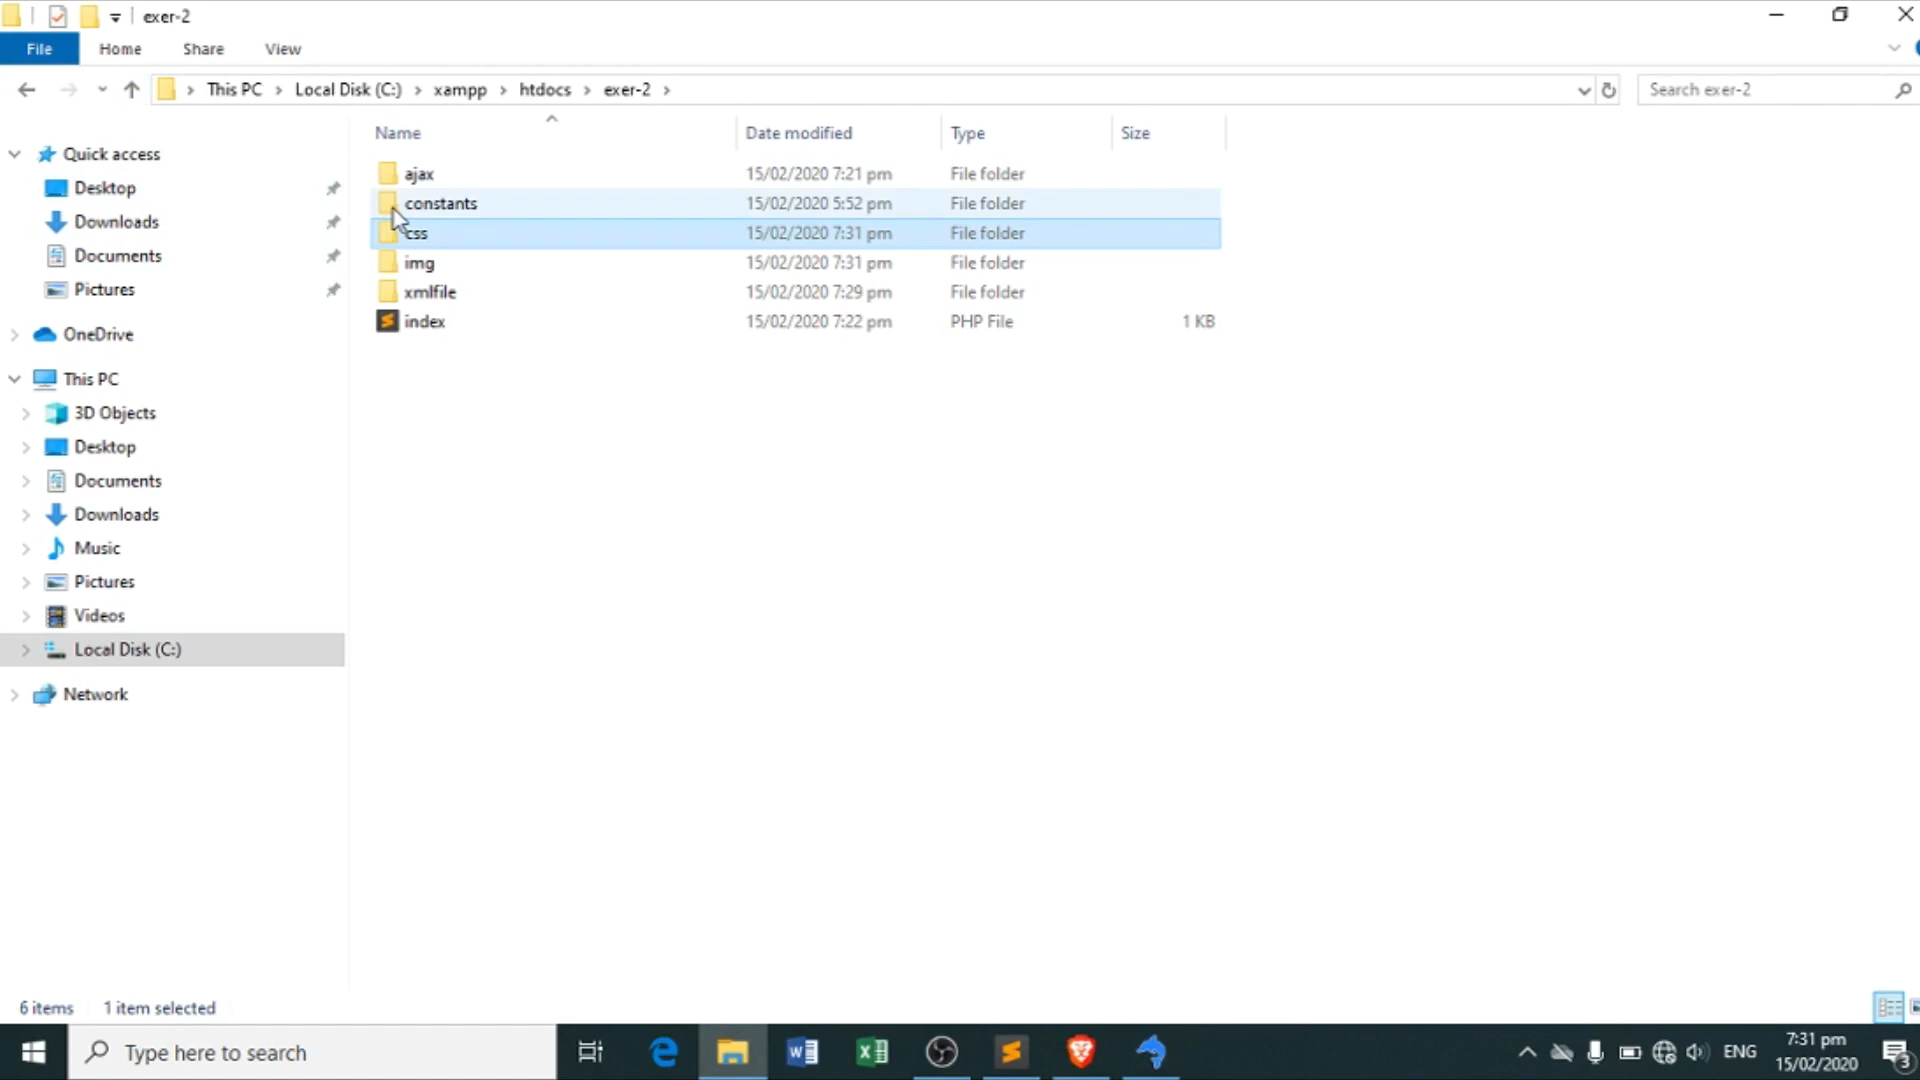 exer-2
File Home Share View
This PC Local Disk (C:) xampp htdocs exer-2
Search exer-2
Name Date modified Type Size
Quick access
Desktop
Downloads
Documents
Pictures
OneDrive
This PC
3D Objects
Desktop
Documents
Downloads
Music
Pictures
Videos
Local Disk (C:)
Network
ajax 15/02/2020 7:21 pm File folder
constants 15/02/2020 5:52 pm File folder
css 15/02/2020 7:31 pm File folder
img 15/02/2020 7:31 pm File folder
xmlfile 15/02/2020 7:29 pm File folder
index 15/02/2020 7:22 pm PHP File 1 KB
6 items 1 item selected
Type here to search
ENG
7:31 pm
15/02/2020
3